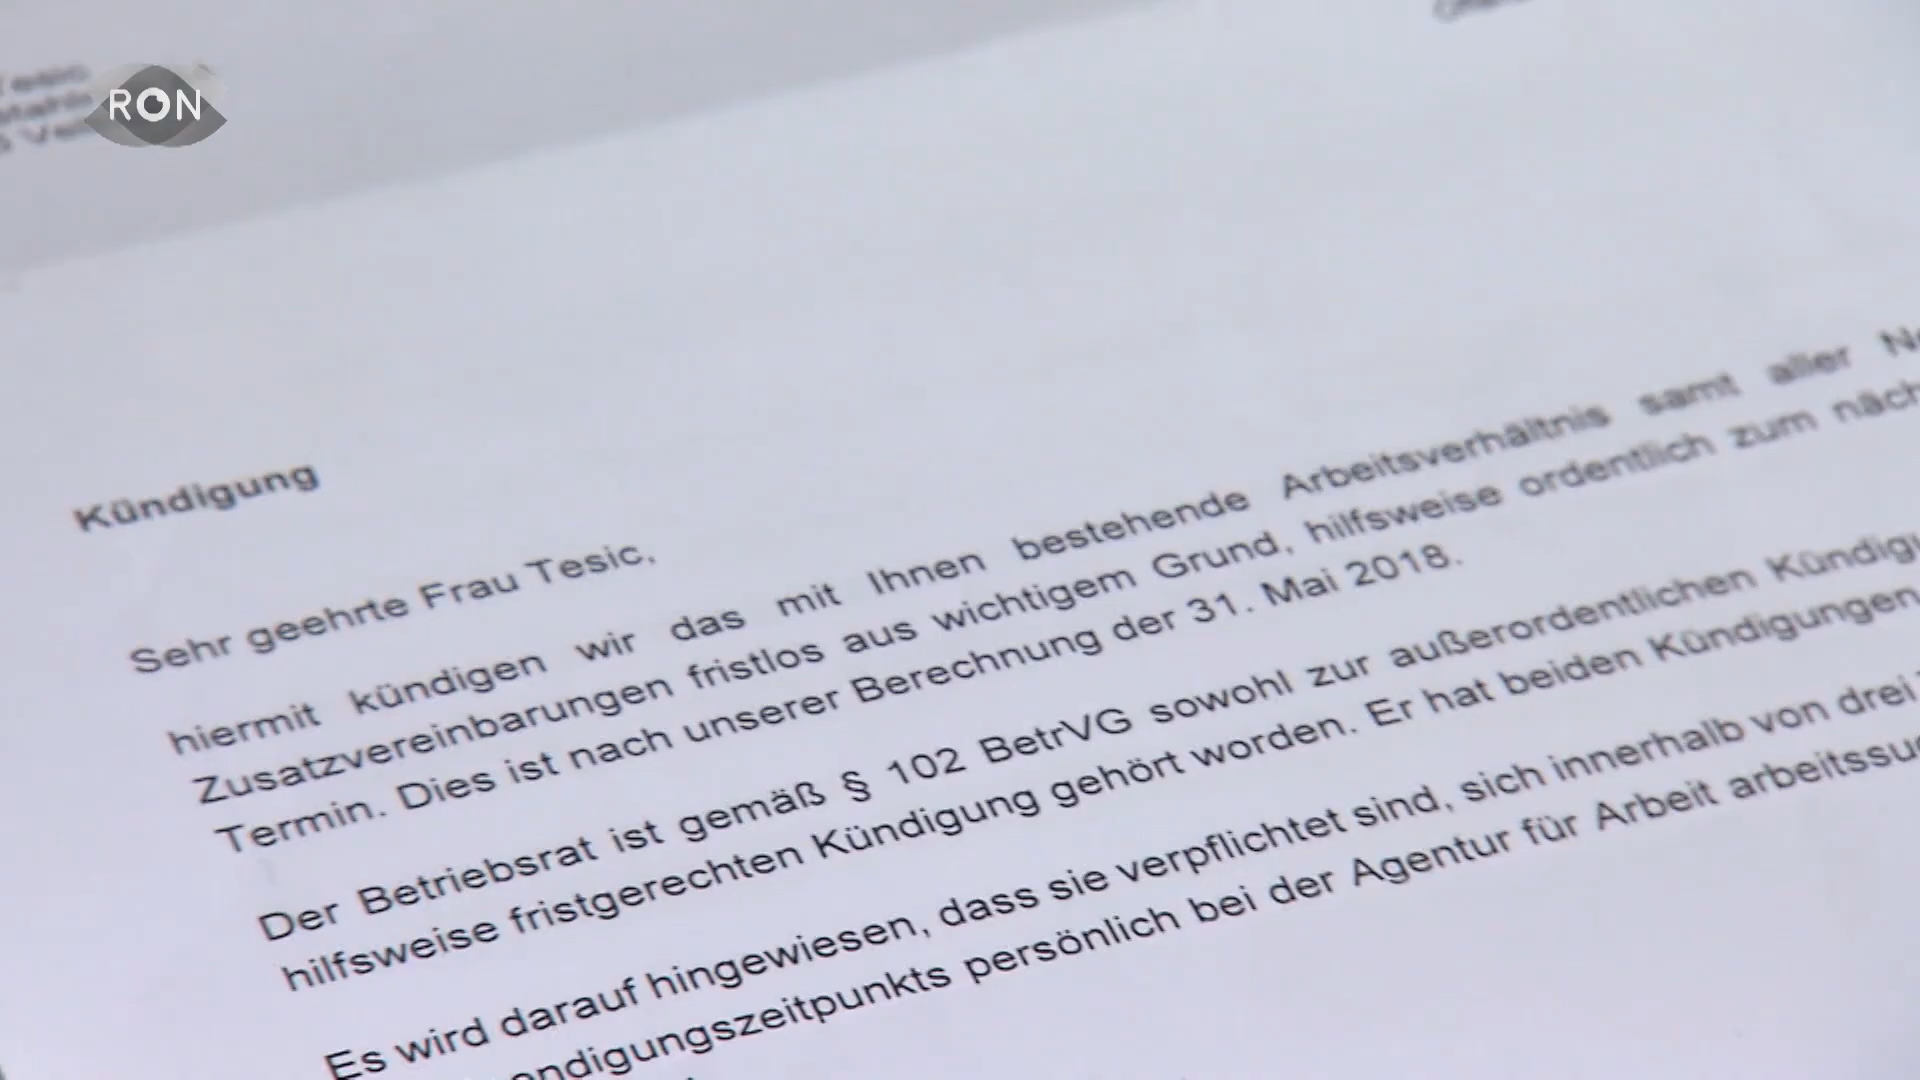 RON
Tesic
Kündigung
Sehr geehrte Frau Tesic,
hiermit kündigen wir das mit Ihnen bestehende Arbeitsverhältnis samt aller
Zusatzvereinbarungen fristlos aus wichtigem Grund, hilfsweise ordentlich zum
Termin. Dies ist nach unserer Berechnung der 31. Mai 2018.
Der Betriebsrat ist gemäß § 102 BetrVG sowohl zur außerordentlichen
hilfsweise fristgerechten Kündigung gehört worden. Er hat beiden Kündigungen
Es wird darauf hingewiesen, dass sie verpflichtet sind, sich innerhalb von drei
persönlich bei der Agentur für Arbeit